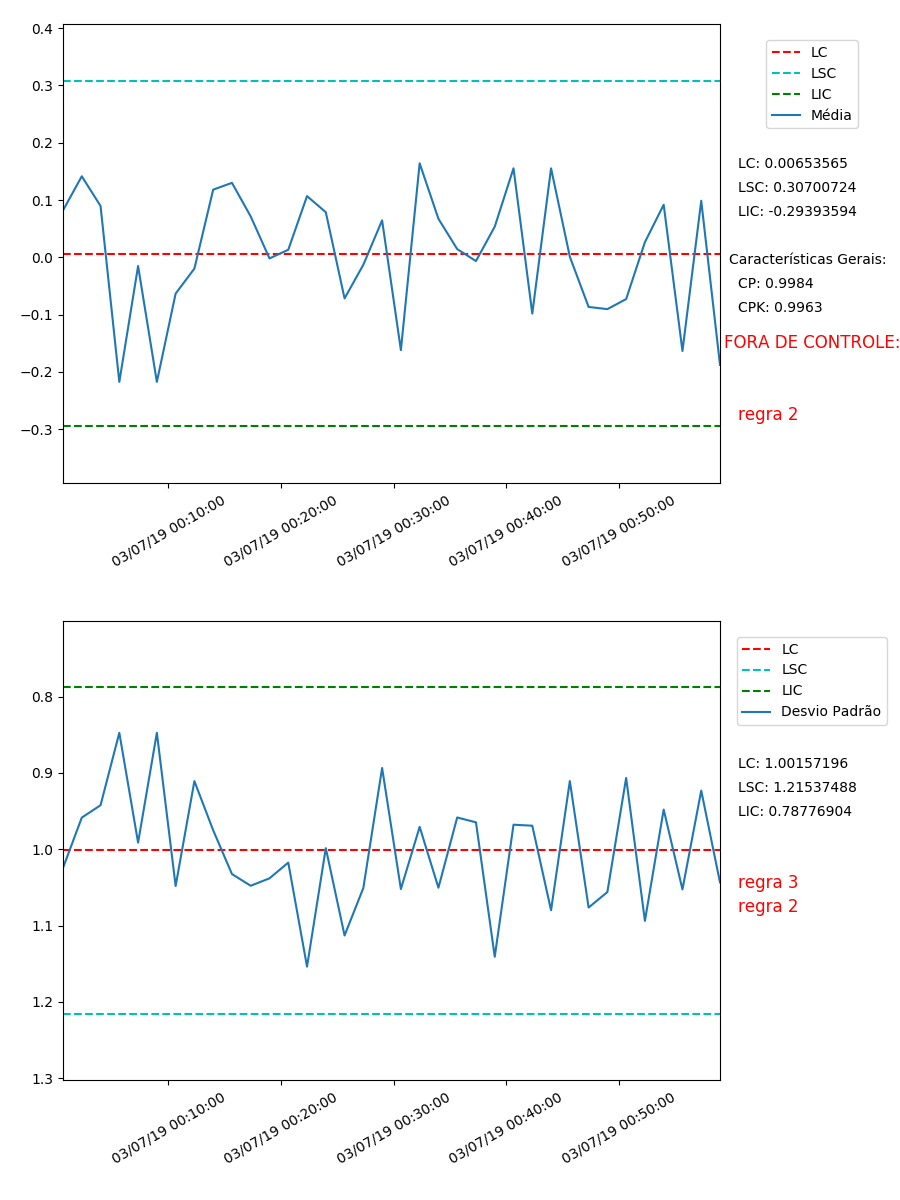 0.4
0.3
0.2
0.1
0.0
−0.1
−0.2
−0.3
03/07/19 00:10:00
03/07/19 00:20:00
03/07/19 00:30:00
03/07/19 00:40:00
03/07/19 00:50:00
LC
LSC
LIC
Média
LC: 0.00653565
LSC: 0.30700724
LIC: -0.29393594
Características Gerais:
CP: 0.9984
CPK: 0.9963
FORA DE CONTROLE:
regra 2
0.8
0.9
1.0
1.1
1.2
1.3
03/07/19 00:10:00
03/07/19 00:20:00
03/07/19 00:30:00
03/07/19 00:40:00
03/07/19 00:50:00
LC
LSC
LIC
Desvio Padrão
LC: 1.00157196
LSC: 1.21537488
LIC: 0.78776904
regra 3
regra 2